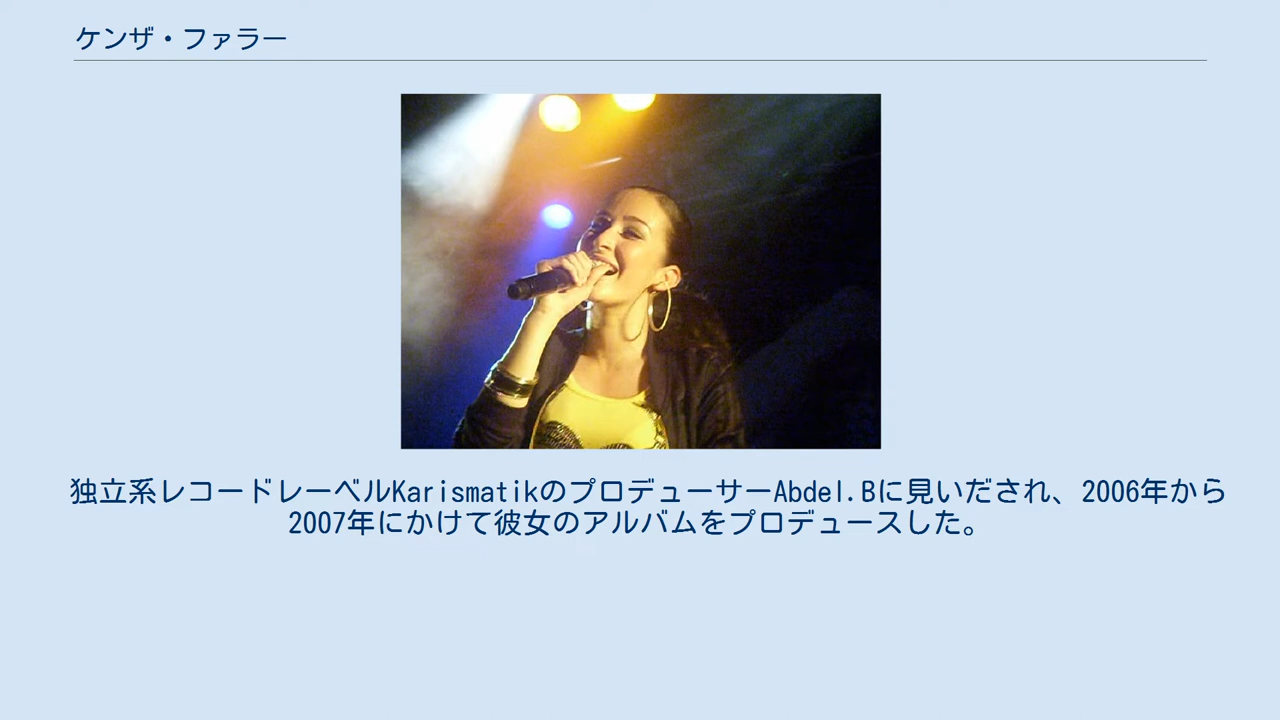 ケンザ・ファラー
独立系レコードレーベルKarismatikのプロデューサーAbdel.Bに見いだされ、2006年から
2007年にかけて彼女のアルバムをプロデュースした。